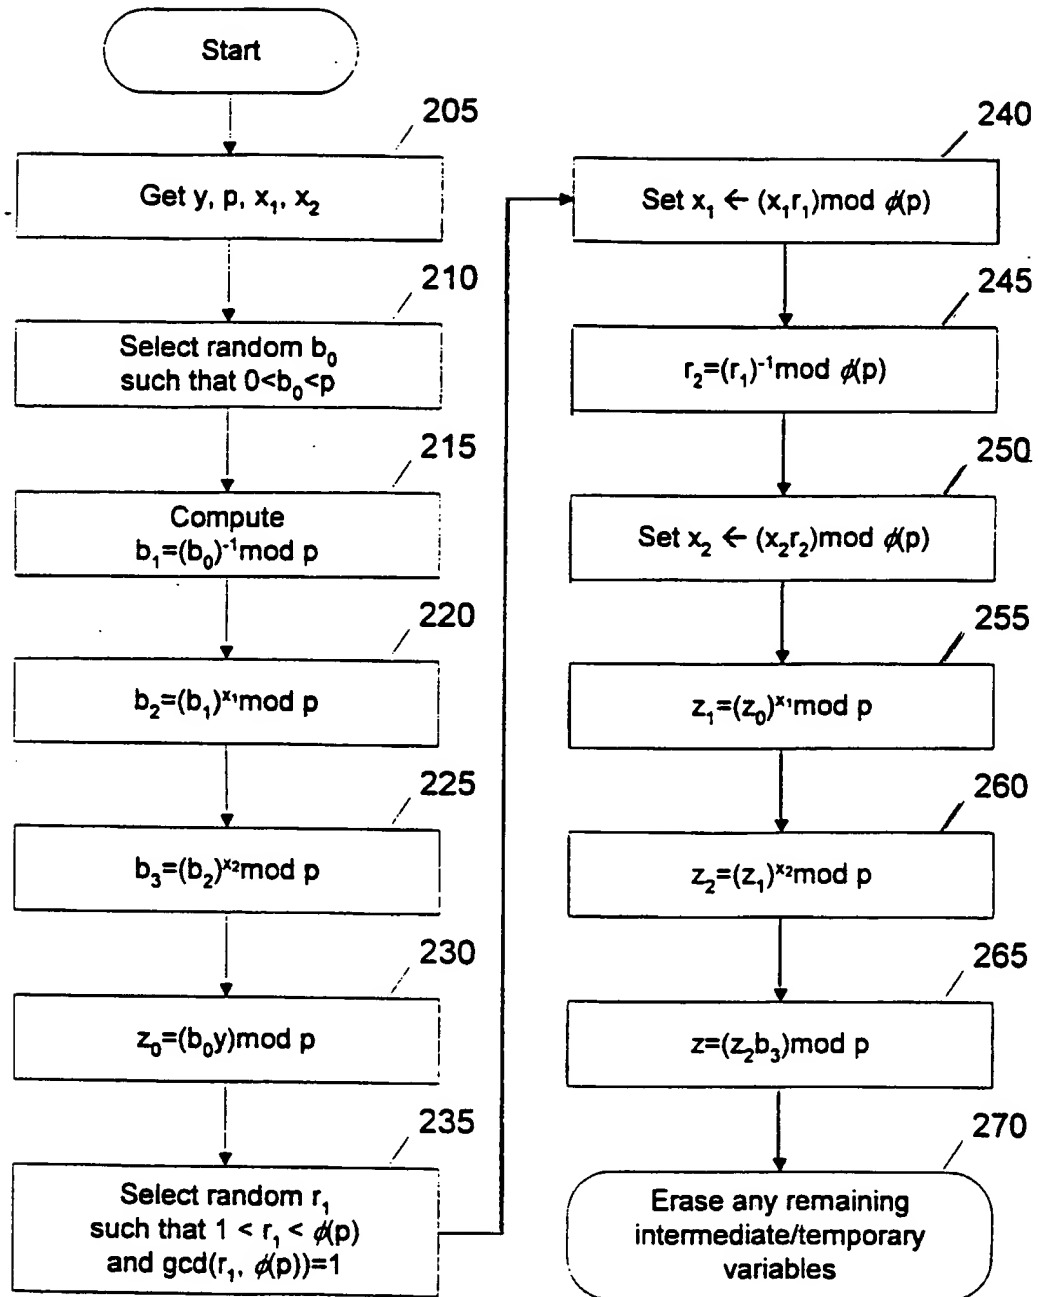 Start
205
Get y, p, x₁, x₂
210
Select random b₀
such that 0<b₀<p
215
Compute
b₁=(b₀)⁻¹mod p
220
b₂=(b₁)ˣ¹mod p
225
b₃=(b₂)ˣ²mod p
230
z₀=(b₀y)mod p
235
Select random r₁
such that 1 < r₁ < ϕ(p)
and gcd(r₁, ϕ(p))=1
240
Set x₁ ← (x₁r₁)mod ϕ(p)
245
r₂=(r₁)⁻¹mod ϕ(p)
250
Set x₂ ← (x₂r₂)mod ϕ(p)
255
z₁=(z₀)ˣ¹mod p
260
z₂=(z₁)ˣ²mod p
265
z=(z₂b₃)mod p
270
Erase any remaining
intermediate/temporary
variables